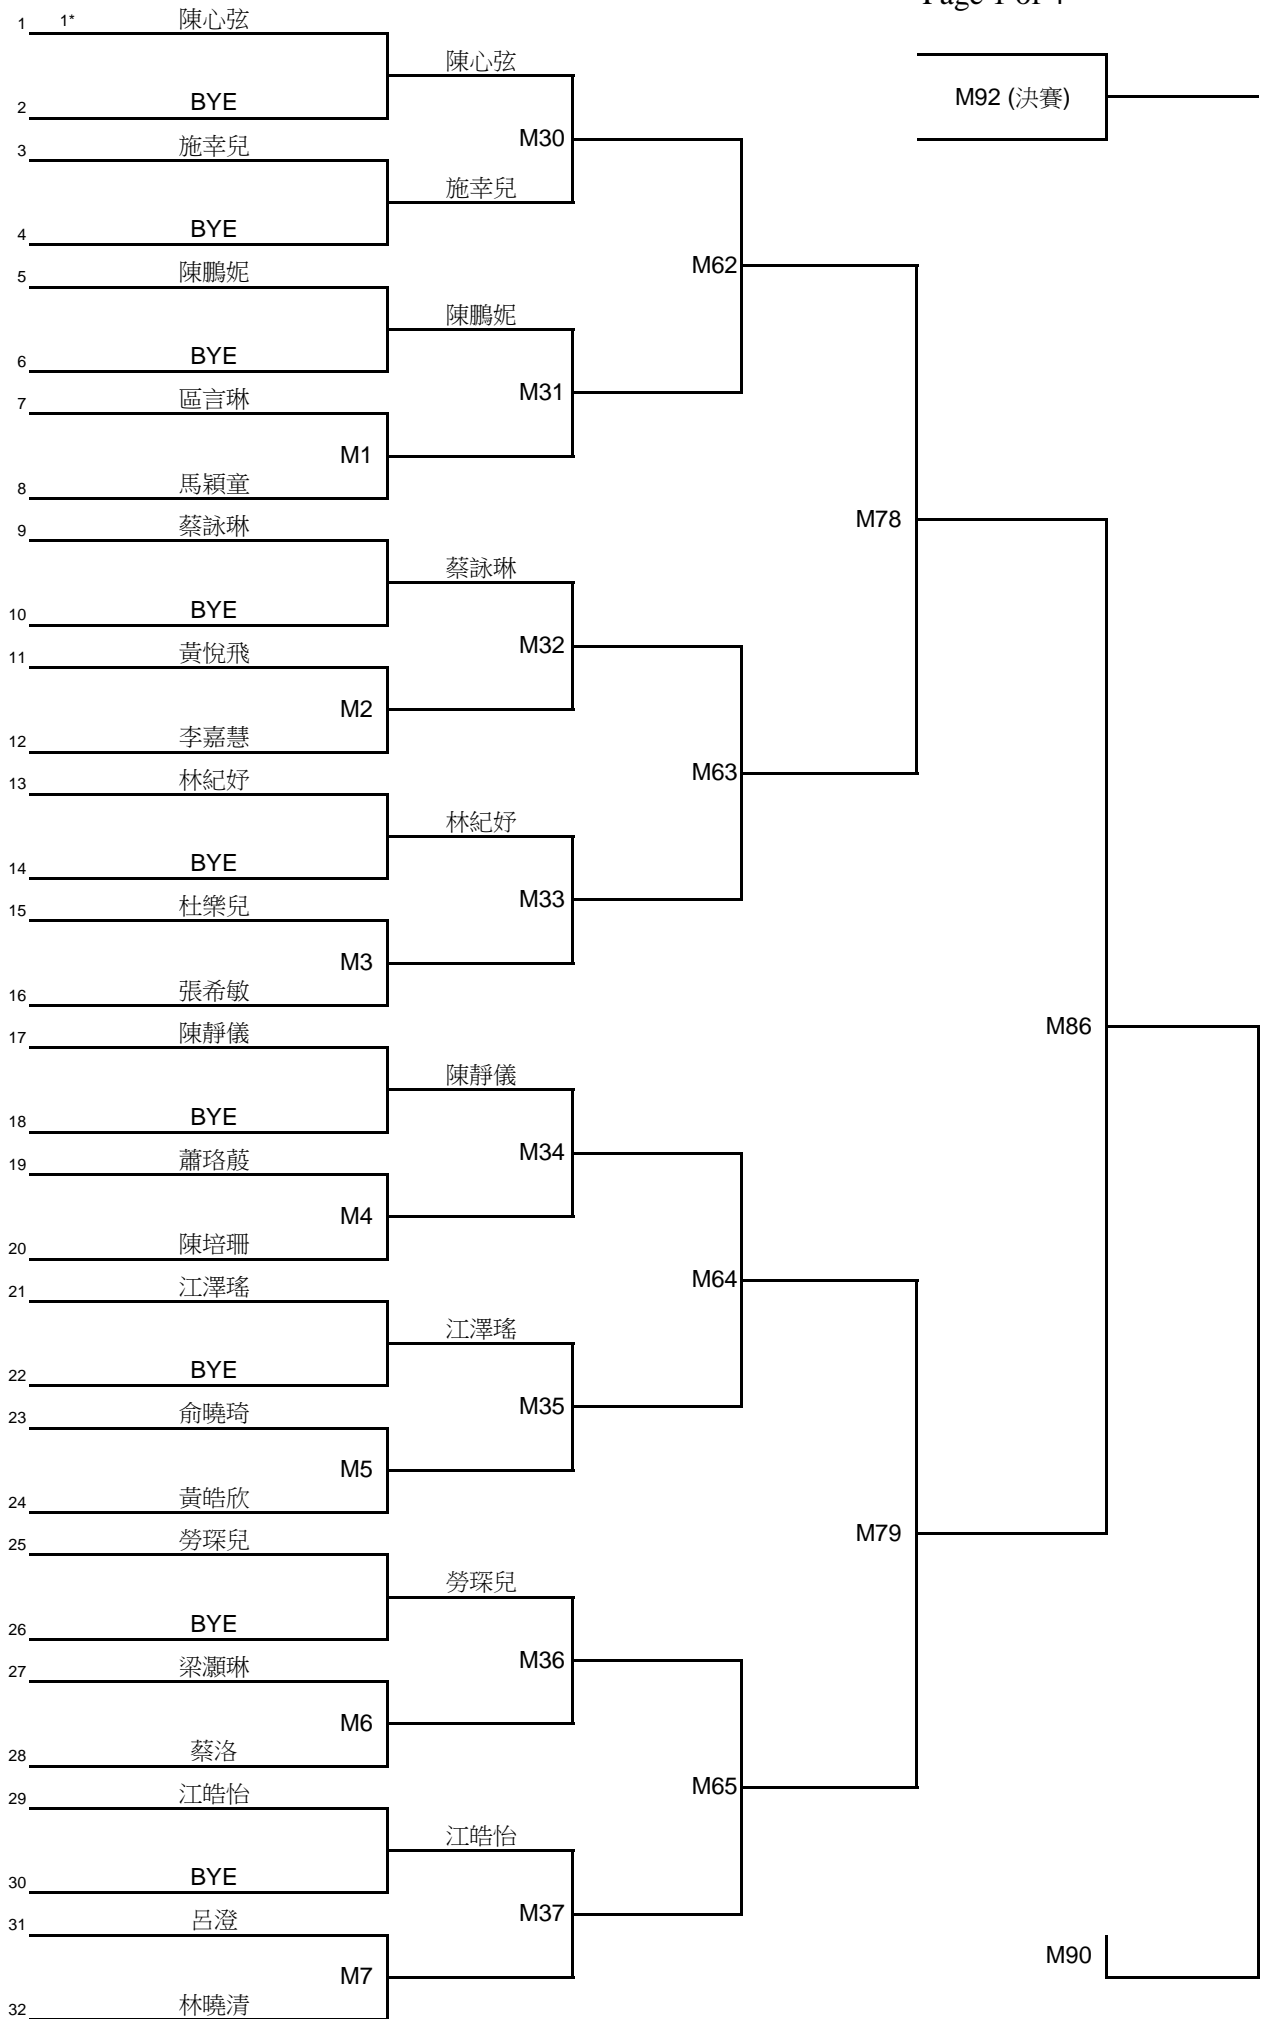 Page 1 of 4
1 1* 陳心弦
陳心弦
M92 (決賽)
2 BYE
M30
3 施幸兒
施幸兒
4 BYE
M62
5 陳鵬妮
陳鵬妮
6 BYE
M31
7 區言琳
M1
8 馬穎童
M78
9 蔡詠琳
蔡詠琳
10 BYE
M32
11 黃悅飛
M2
12 李嘉慧
M63
13 林紀妤
林紀妤
14 BYE
M33
15 杜樂兒
M3
16 張希敏
M86
17 陳靜儀
陳靜儀
18 BYE
M34
19 蕭珞蒑
M4
20 陳培珊
M64
21 江澤瑤
江澤瑤
22 BYE
M35
23 俞曉琦
M5
24 黃皓欣
M79
25 勞琛兒
勞琛兒
26 BYE
M36
27 梁灝琳
M6
28 蔡洛
M65
29 江皓怡
江皓怡
30 BYE
M37
31 呂澄
M90
M7
32 林曉清